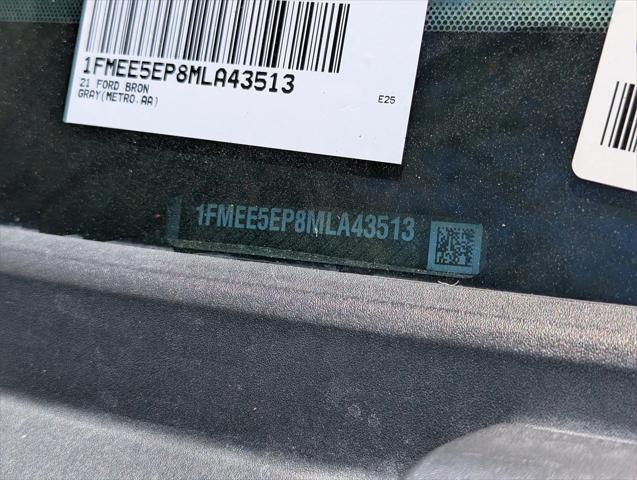 1FMEE5EP8MLA43513
21 FORD BRON
GRAY(METRO.AA)
E25
1FMEE5EP8MLA43513